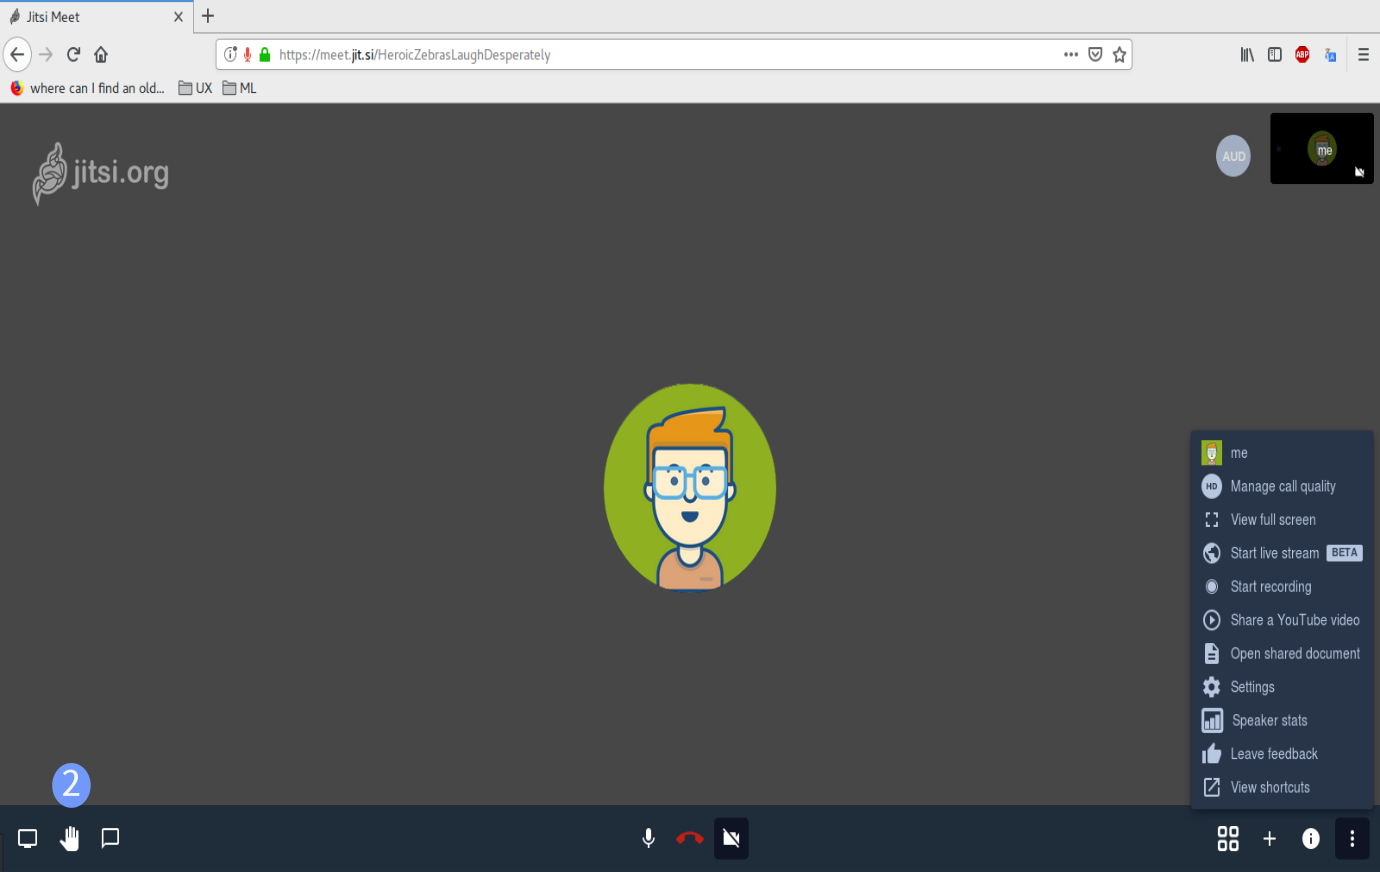 Jitsi Meet
https://meet.jit.si/HeroicZebrasLaughDesperately
ABP
where can I find an old...
UX
ML
jitsi.org
AUD
me
me
HD Manage call quality
View full screen
Start live stream BETA
Start recording
Share a YouTube video
Open shared document
Settings
Speaker stats
Leave feedback
View shortcuts
2